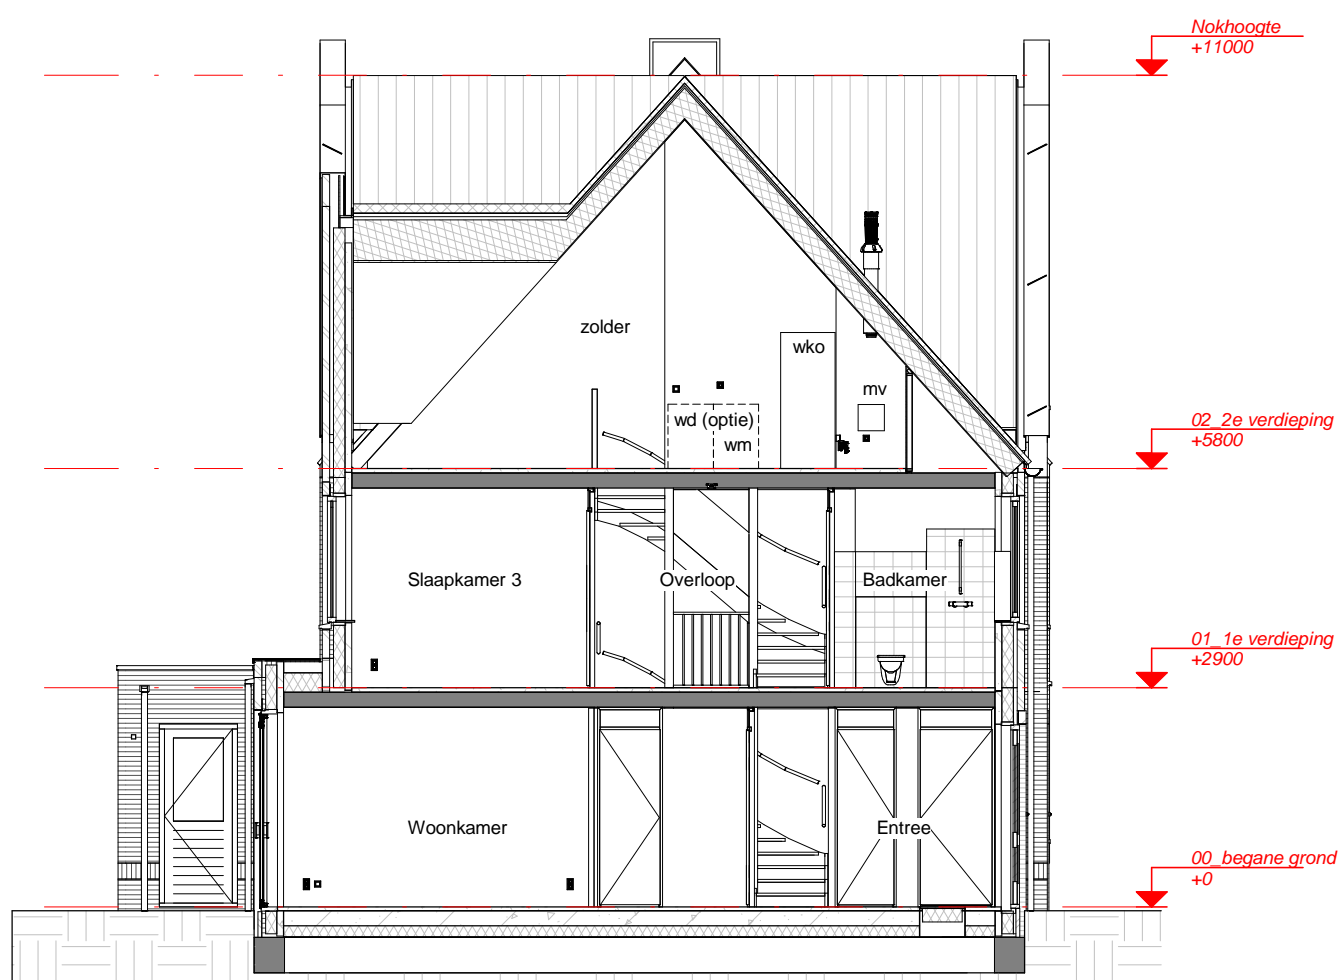 Nokhoogte
+11000
zolder
wko
mv
wd (optie)
wm
02_2e verdieping
+5800
Slaapkamer 3
Overloop
Badkamer
01_1e verdieping
+2900
Woonkamer
Entree
00_begane grond
+0